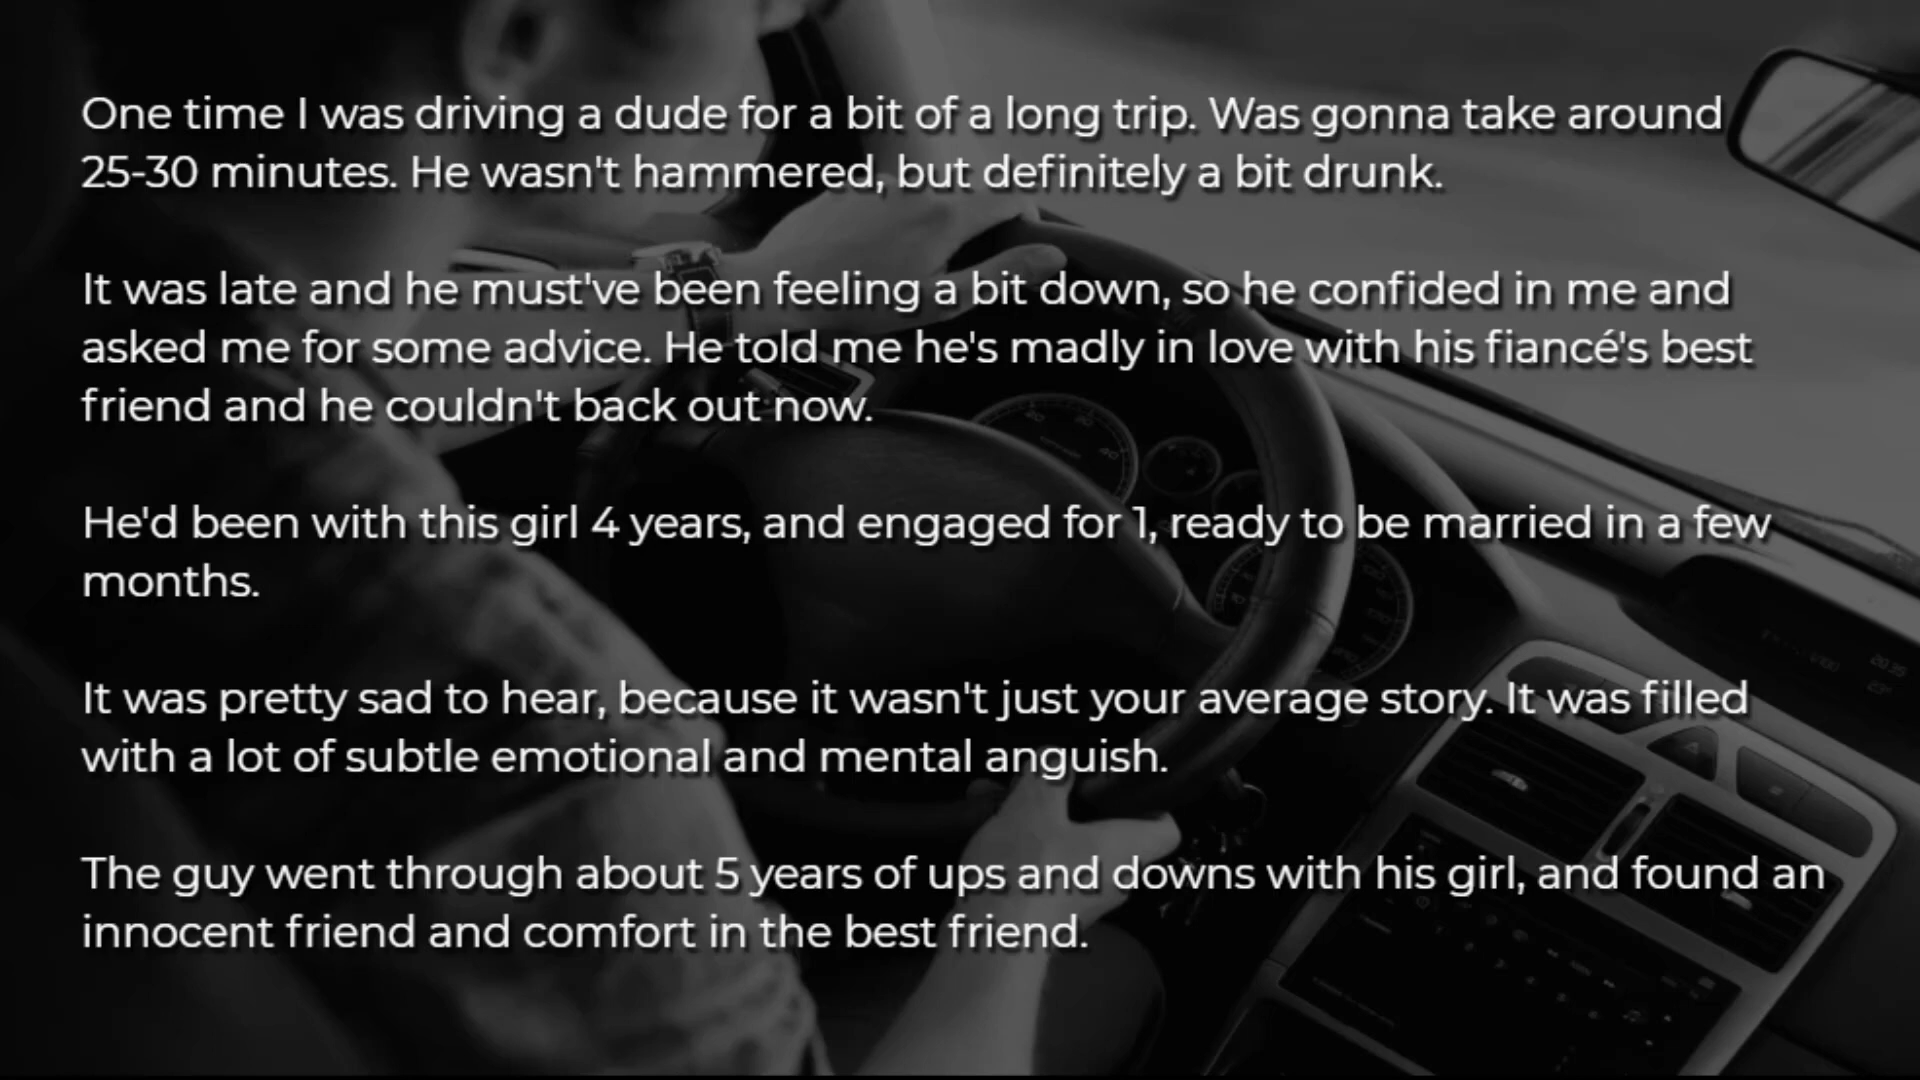 One time I was driving a dude for a bit of a long trip. Was gonna take around
25-30 minutes. He wasn't hammered, but definitely a bit drunk.
It was late and he must've been feeling a bit down, so he confided in me and
asked me for some advice. He told me he's madly in love with his fiancé's best
friend and he couldn't back out now.
He'd been with this girl 4 years, and engaged for 1, ready to be married in a few
months.
It was pretty sad to hear, because it wasn't just your average story. It was filled
with a lot of subtle emotional and mental anguish.
The guy went through about 5 years of ups and downs with his girl, and found an
innocent friend and comfort in the best friend.